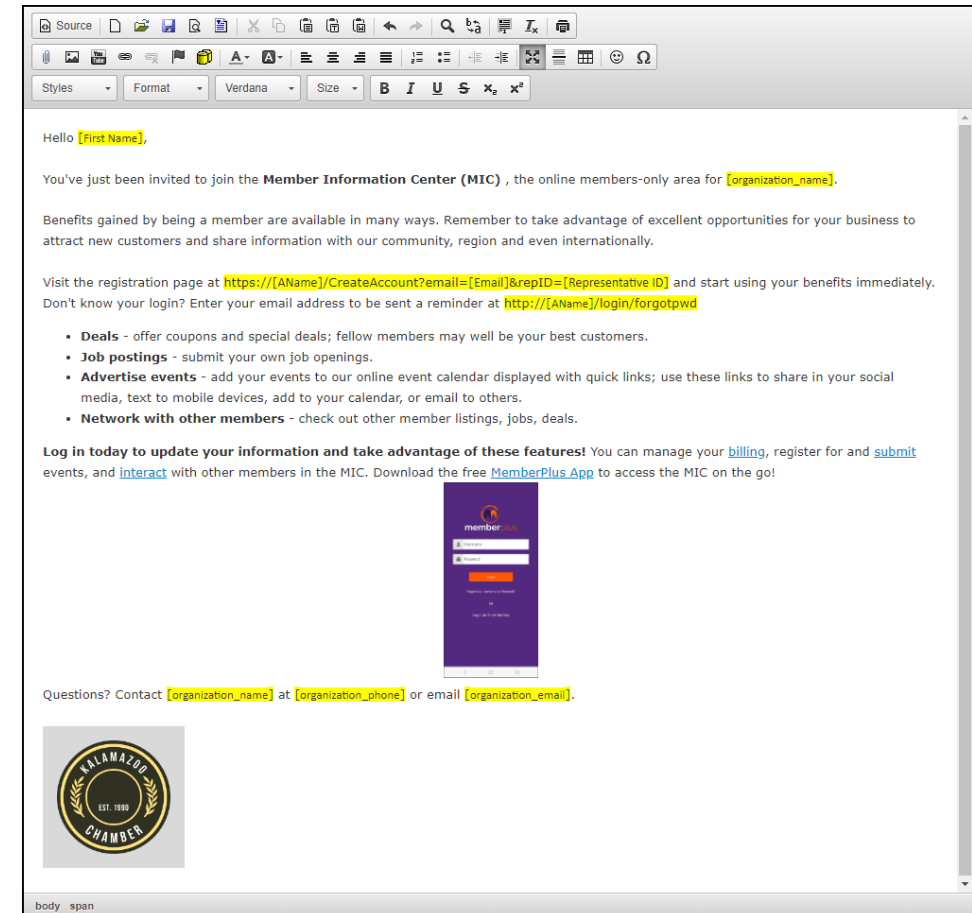 Source
Styles Format Verdana Size B I U S x₂ x²
Hello [First Name],
You've just been invited to join the Member Information Center (MIC) , the online members-only area for [organization_name].
Benefits gained by being a member are available in many ways. Remember to take advantage of excellent opportunities for your business to
attract new customers and share information with our community, region and even internationally.
Visit the registration page at https://[AName]/CreateAccount?email=[Email]&repID=[Representative ID] and start using your benefits immediately.
Don't know your login? Enter your email address to be sent a reminder at http://[AName]/login/forgotpwd
• Deals - offer coupons and special deals; fellow members may well be your best customers.
• Job postings - submit your own job openings.
• Advertise events - add your events to our online event calendar displayed with quick links; use these links to share in your social
media, text to mobile devices, add to your calendar, or email to others.
• Network with other members - check out other member listings, jobs, deals.
Log in today to update your information and take advantage of these features! You can manage your billing, register for and submit
events, and interact with other members in the MIC. Download the free MemberPlus App to access the MIC on the go!
memberplus
Username
Password
Login
Questions? Contact [organization_name] at [organization_phone] or email [organization_email].
KALAMAZOO
EST. 1990
CHAMBER
body span